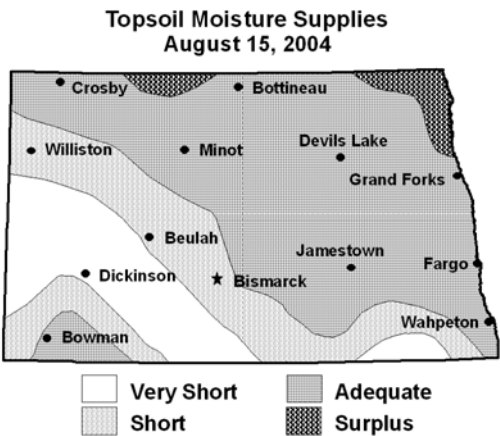 Topsoil Moisture Supplies
August 15, 2004
Crosby
Bottineau
Williston
Minot
Devils Lake
Grand Forks
Beulah
Jamestown
Fargo
Dickinson
Bismarck
Bowman
Wahpeton
Very Short
Adequate
Short
Surplus